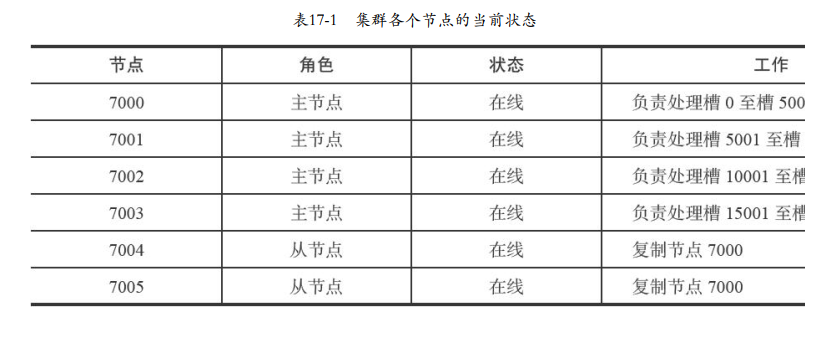 表17-1 集群各个节点的当前状态
节点 角色 状态 工作
7000 主节点 在线 负责处理槽 0 至槽 500
7001 主节点 在线 负责处理槽 5001 至槽
7002 主节点 在线 负责处理槽 10001 至槽
7003 主节点 在线 负责处理槽 15001 至槽
7004 从节点 在线 复制节点 7000
7005 从节点 在线 复制节点 7000